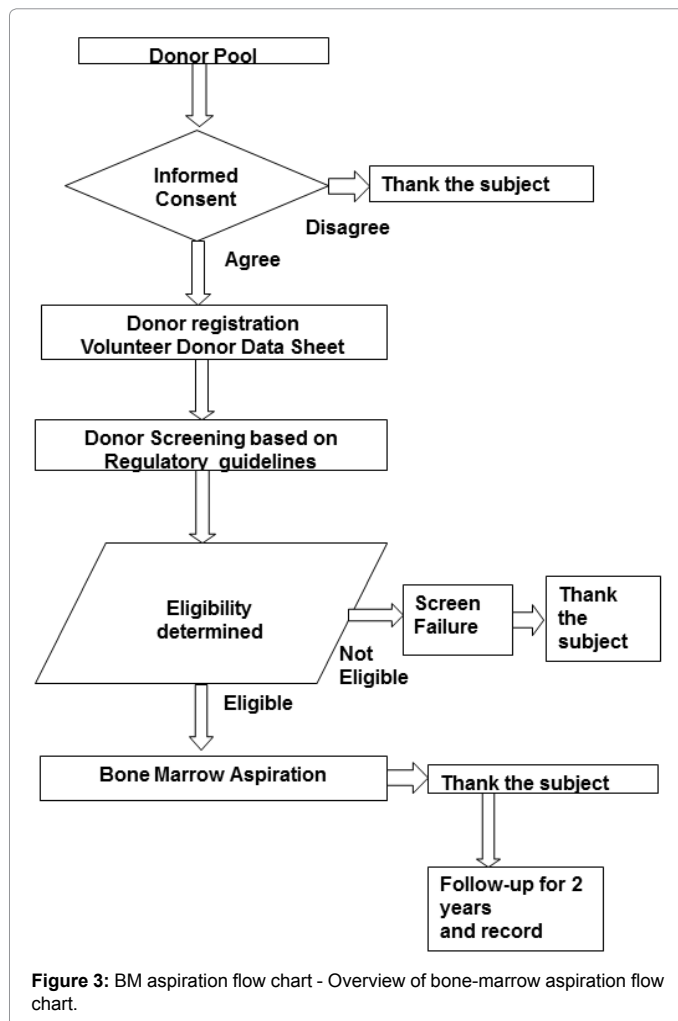 Donor Pool
Informed
Consent
Thank the subject
Disagree
Agree
Donor registration
Volunteer Donor Data Sheet
Donor Screening based on
Regulatory guidelines
Eligibility
determined
Screen
Failure
Thank
the
subject
Not
Eligible
Eligible
Bone Marrow Aspiration
Thank the subject
Follow-up for 2
years
and record
Figure 3: BM aspiration flow chart - Overview of bone-marrow aspiration flow
chart.